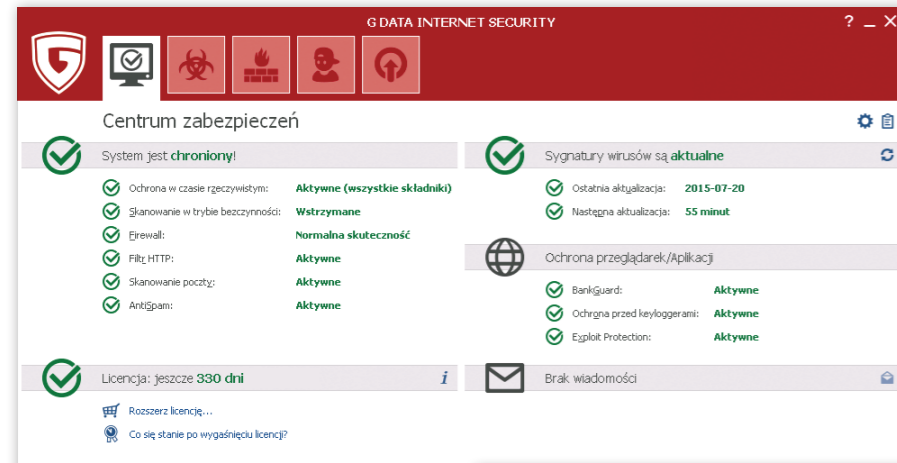 G DATA INTERNET SECURITY
Centrum zabezpieczeń
System jest chroniony!
Ochrona w czasie rzeczywistym: Aktywne (wszystkie składniki)
Skanowanie w trybie bezczynności: Wstrzymane
Firewall: Normalna skuteczność
Filtr HTTP: Aktywne
Skanowanie poczty: Aktywne
AntiSpam: Aktywne
Sygnatury wirusów są aktualne
Ostatnia aktualizacja: 2015-07-20
Następna aktualizacja: 55 minut
Ochrona przeglądarek/Aplikacji
BankGuard: Aktywne
Ochrona przed keyloggerami: Aktywne
Exploit Protection: Aktywne
Licencja: jeszcze 330 dni
Rozszerz licencję...
Co się stanie po wygaśnięciu licencji?
Brak wiadomości